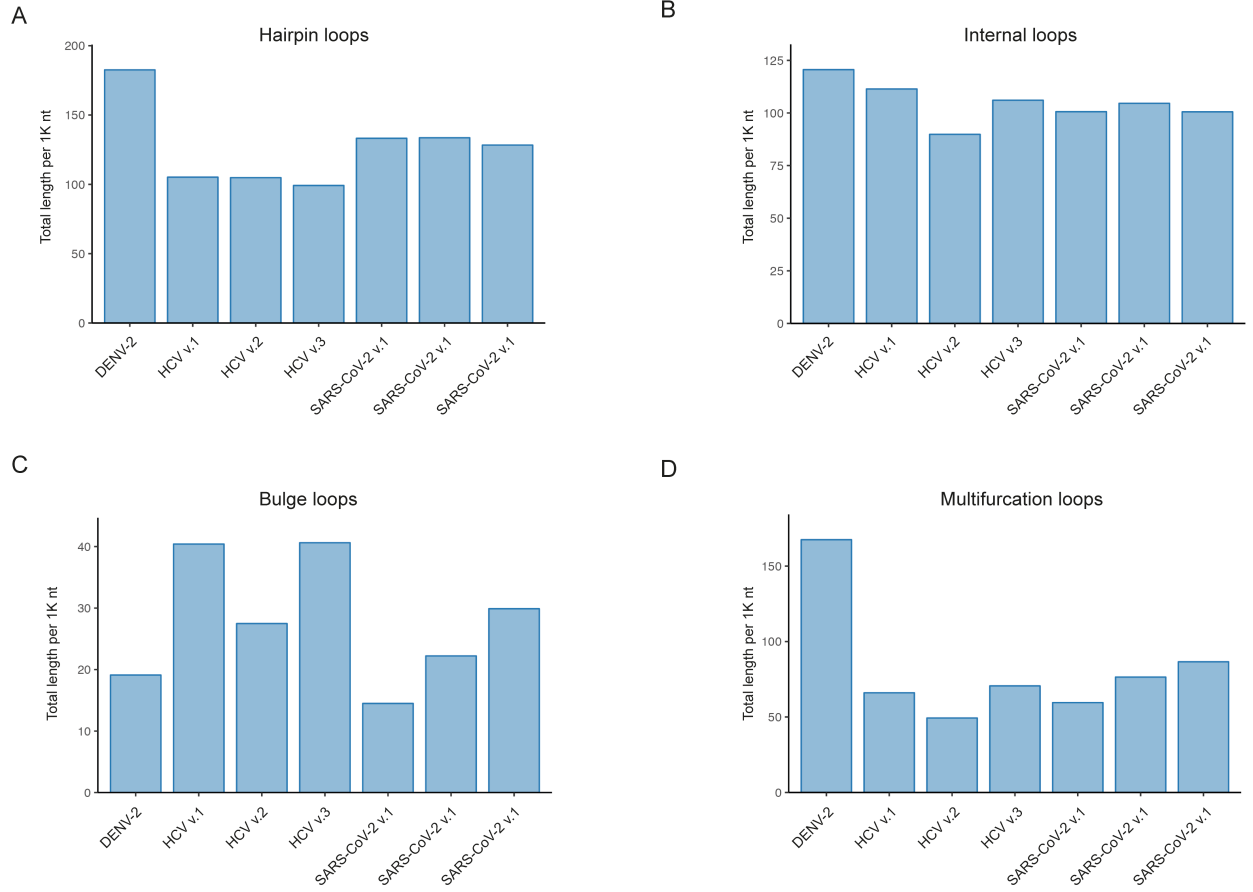 A
Hairpin loops
Total length per 1K nt
200
150
100
50
0
DENV-2
HCV v.1
HCV v.2
HCV v.3
SARS-CoV-2 v.1
SARS-CoV-2 v.1
SARS-CoV-2 v.1
B
Internal loops
Total length per 1K nt
125
100
75
50
25
0
DENV-2
HCV v.1
HCV v.2
HCV v.3
SARS-CoV-2 v.1
SARS-CoV-2 v.1
SARS-CoV-2 v.1
C
Bulge loops
Total length per 1K nt
40
30
20
10
0
DENV-2
HCV v.1
HCV v.2
HCV v.3
SARS-CoV-2 v.1
SARS-CoV-2 v.1
SARS-CoV-2 v.1
D
Multifurcation loops
Total length per 1K nt
150
100
50
0
DENV-2
HCV v.1
HCV v.2
HCV v.3
SARS-CoV-2 v.1
SARS-CoV-2 v.1
SARS-CoV-2 v.1